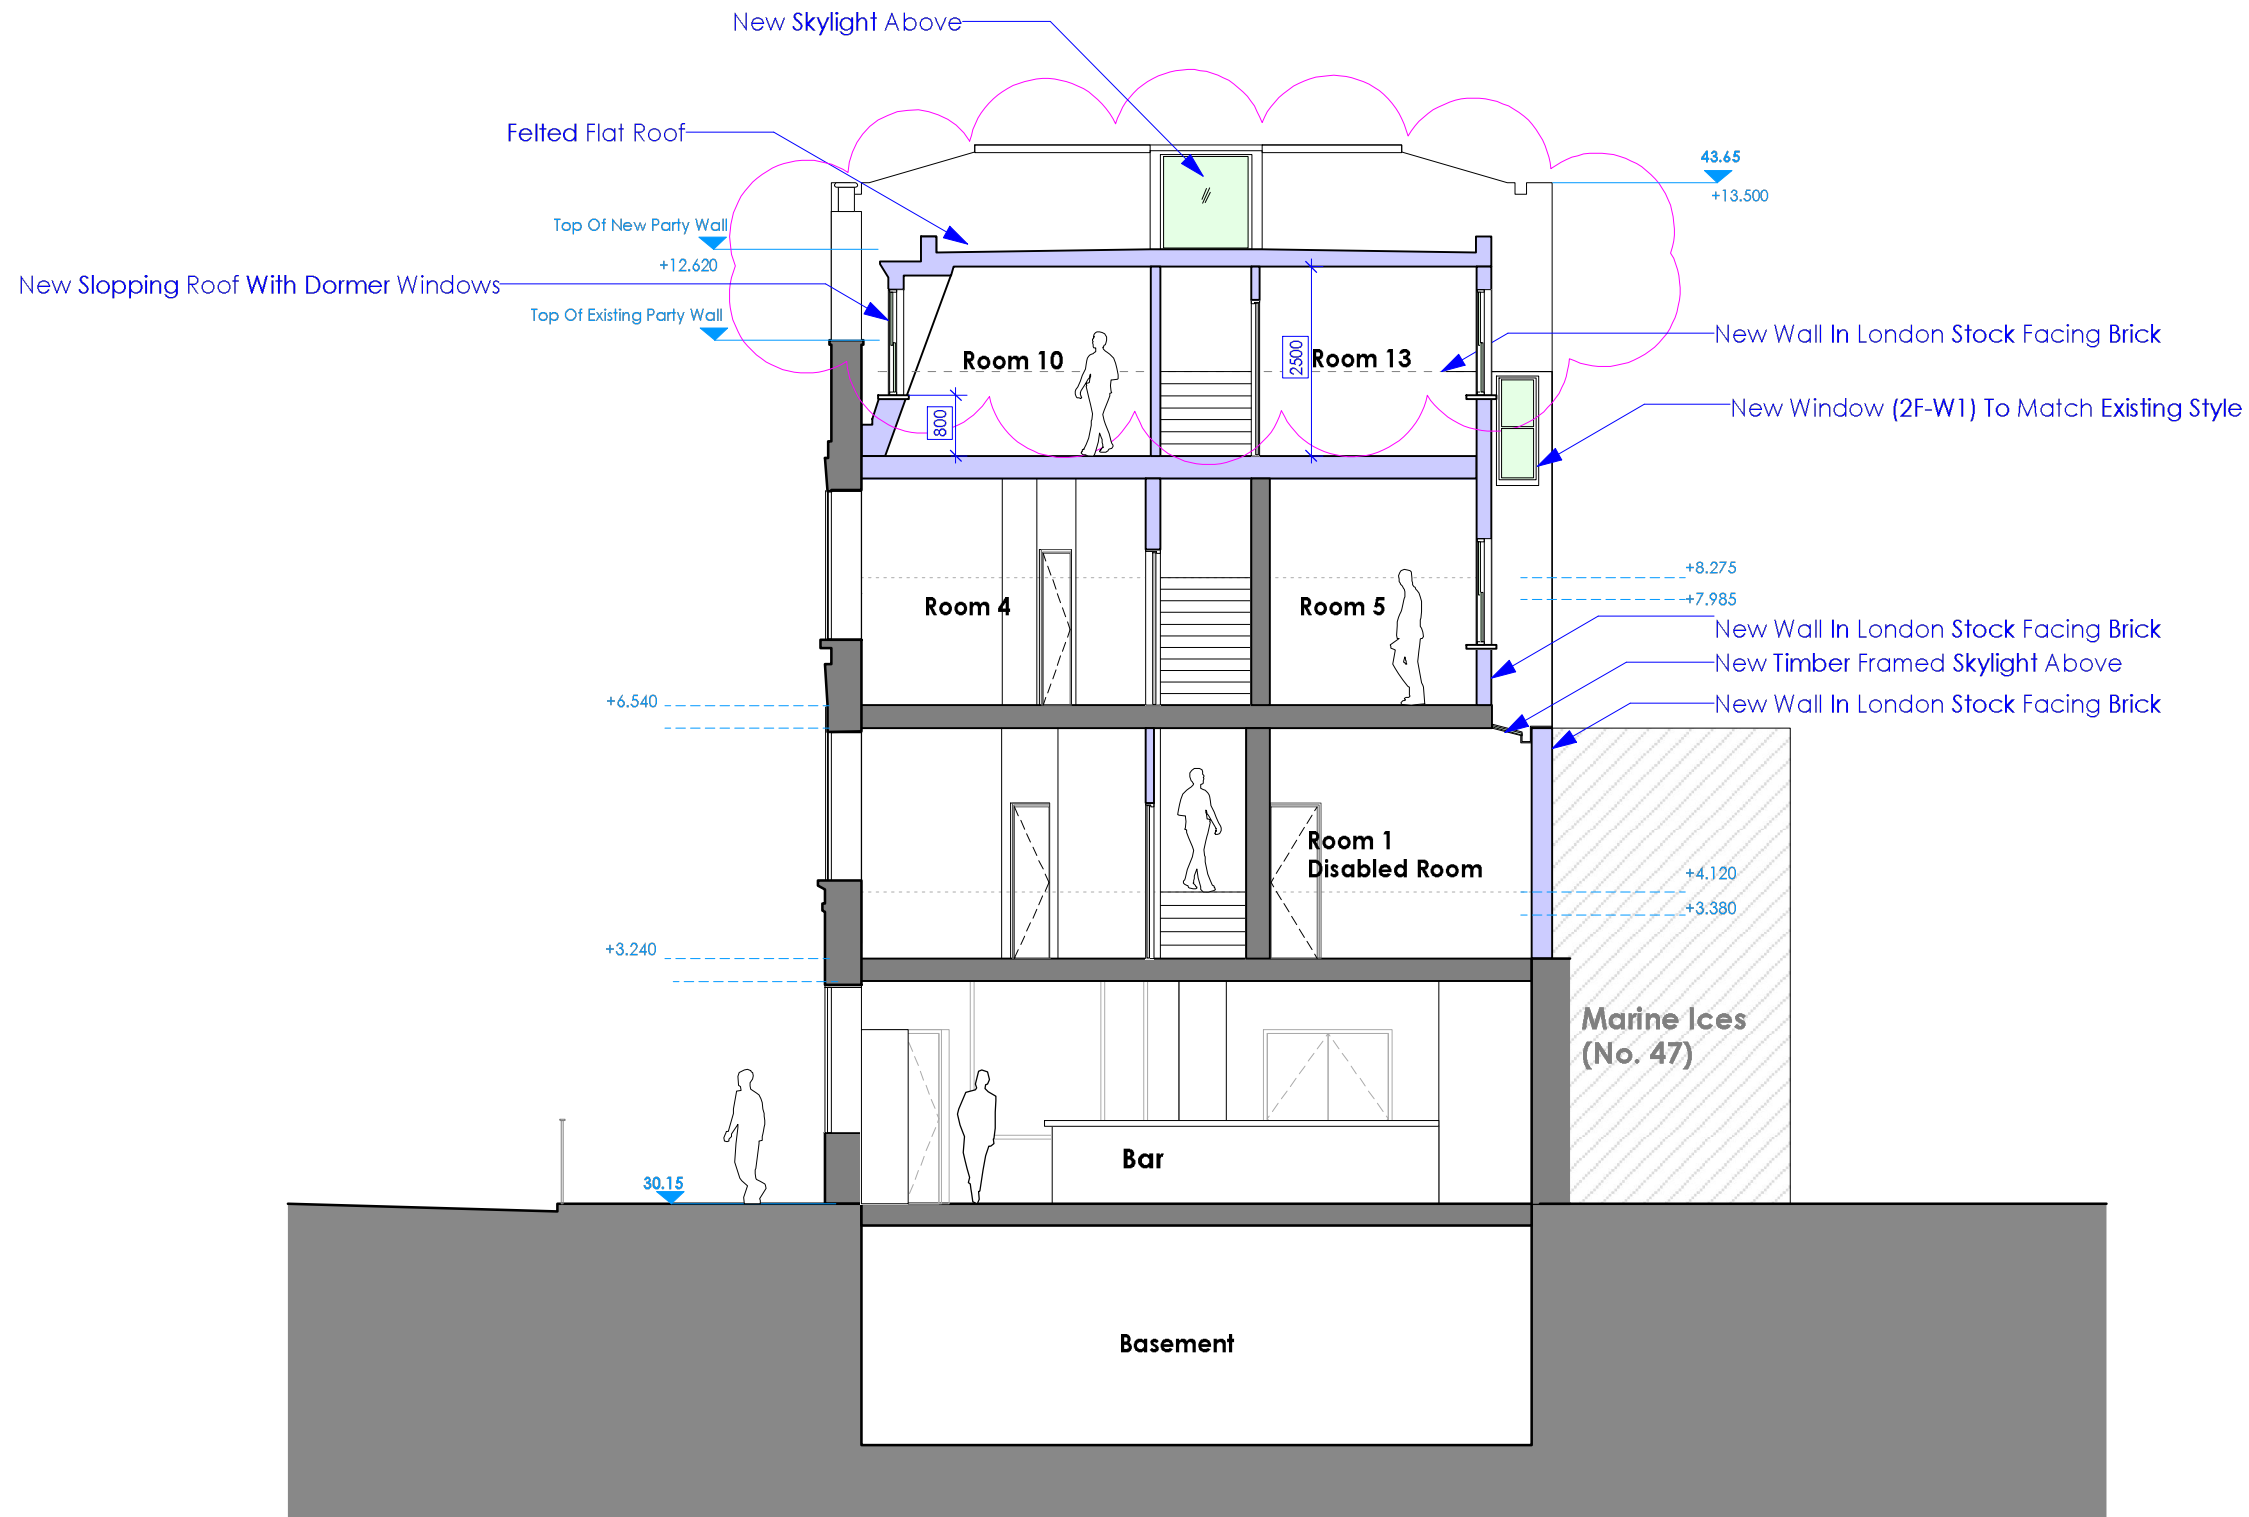 New Skylight Above
Felted Flat Roof
43.65
+13.500
Top Of New Party Wall
+12.620
New Slopping Roof With Dormer Windows
Top Of Existing Party Wall
New Wall In London Stock Facing Brick
Room 10
2500
Room 13
New Window (2F-W1) To Match Existing Style
800
+8.275
+7.985
Room 4
Room 5
New Wall In London Stock Facing Brick
New Timber Framed Skylight Above
+6.540
New Wall In London Stock Facing Brick
Room 1
Disabled Room
+4.120
+3.380
+3.240
Marine Ices
(No. 47)
Bar
30.15
Basement